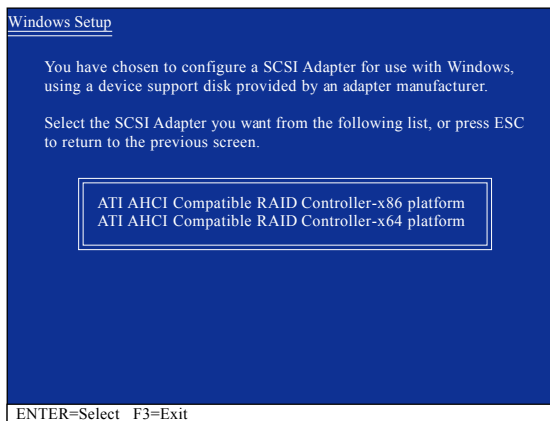 Windows Setup
You have chosen to configure a SCSI Adapter for use with Windows,
using a device support disk provided by an adapter manufacturer.
Select the SCSI Adapter you want from the following list, or press ESC
to return to the previous screen.
ATI AHCI Compatible RAID Controller-x86 platform
ATI AHCI Compatible RAID Controller-x64 platform
ENTER=Select F3=Exit